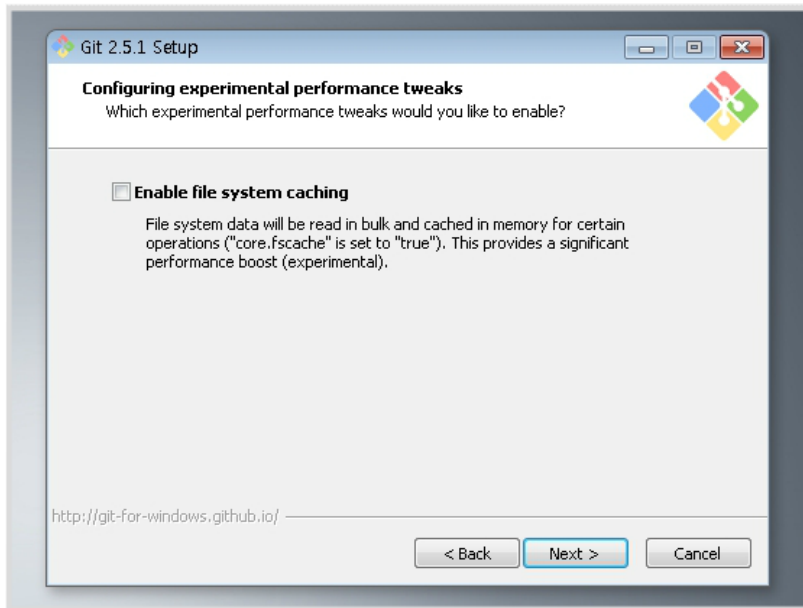 Git 2.5.1 Setup
Configuring experimental performance tweaks
Which experimental performance tweaks would you like to enable?
Enable file system caching
File system data will be read in bulk and cached in memory for certain
operations ("core.fscache" is set to "true"). This provides a significant
performance boost (experimental).
http://git-for-windows.github.io/
< Back
Next >
Cancel